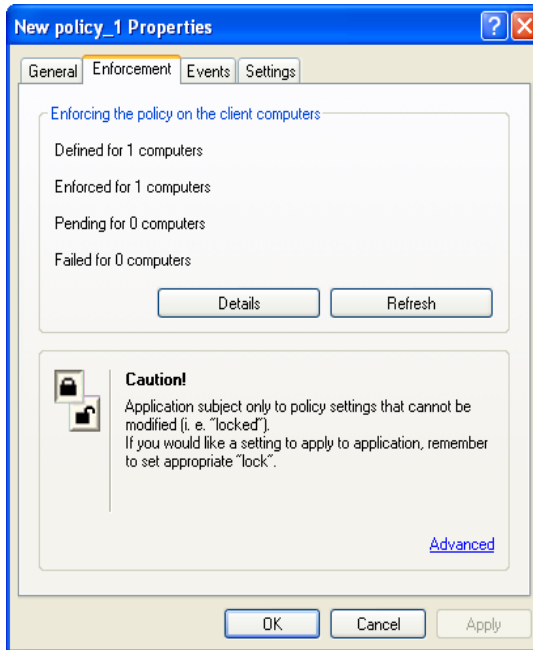 New policy_1 Properties
General Enforcement Events Settings
Enforcing the policy on the client computers
Defined for 1 computers
Enforced for 1 computers
Pending for 0 computers
Failed for 0 computers
Details Refresh
Caution!
Application subject only to policy settings that cannot be
modified (i. e. "locked").
If you would like a setting to apply to application, remember
to set appropriate "lock".
Advanced
OK Cancel Apply